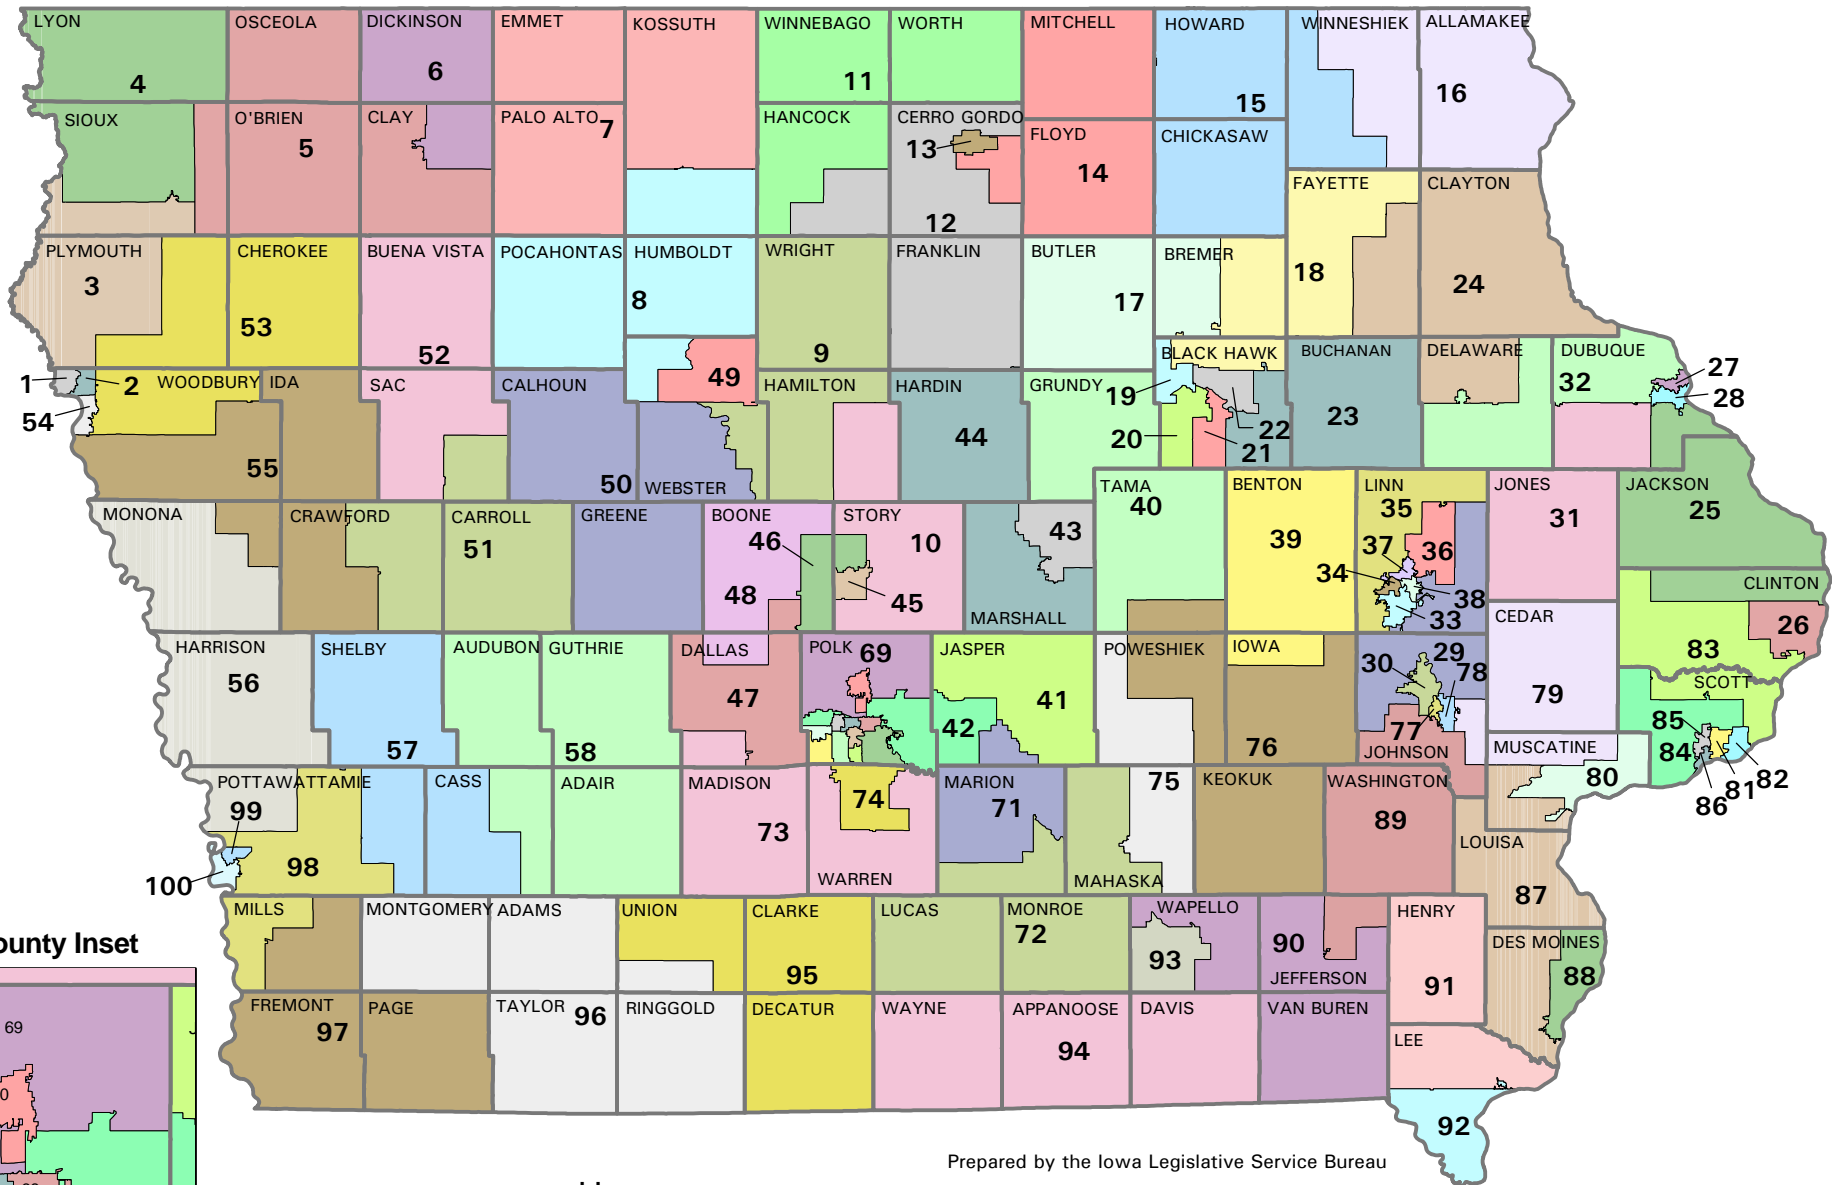 LYON
OSCEOLA
DICKINSON
EMMET
KOSSUTH
WINNEBAGO
WORTH
MITCHELL
HOWARD
WINNESHIEK
ALLAMAKEE
4
6
11
15
16
SIOUX
O'BRIEN
CLAY
PALO ALTO
7
HANCOCK
CERRO GORDO
FLOYD
CHICKASAW
5
13
14
12
FAYETTE
CLAYTON
PLYMOUTH
CHEROKEE
BUENA VISTA
POCAHONTAS
HUMBOLDT
WRIGHT
FRANKLIN
BUTLER
BREMER
3
53
52
8
9
17
18
24
1
2
WOODBURY
IDA
SAC
CALHOUN
49
HAMILTON
HARDIN
GRUNDY
BLACK HAWK
BUCHANAN
DELAWARE
DUBUQUE
27
28
32
54
19
20
21
22
23
44
55
50
WEBSTER
MONONA
CRAWFORD
CARROLL
GREENE
BOONE
STORY
43
TAMA
BENTON
LINN
JONES
JACKSON
51
46
10
40
39
35
31
25
37
36
34
48
45
MARSHALL
38
33
CLINTON
26
CEDAR
HARRISON
SHELBY
AUDUBON
GUTHRIE
DALLAS
POLK
69
JASPER
POWESHIEK
IOWA
29
30
78
83
SCOTT
56
47
41
42
79
57
58
76
77
JOHNSON
MUSCATINE
85
84
80
86
81
82
POTTAWATTAMIE
CASS
ADAIR
MADISON
74
MARION
71
75
KEOKUK
WASHINGTON
99
98
100
73
WARREN
MAHASKA
89
LOUISA
87
MILLS
MONTGOMERY
ADAMS
UNION
CLARKE
LUCAS
MONROE
WAPELLO
HENRY
72
93
90
JEFFERSON
DES MOINES
88
95
91
ounty Inset
FREMONT
PAGE
TAYLOR
RINGGOLD
DECATUR
WAYNE
APPANOOSE
DAVIS
VAN BUREN
LEE
97
96
94
92
69
0
Prepared by the Iowa Legislative Service Bureau